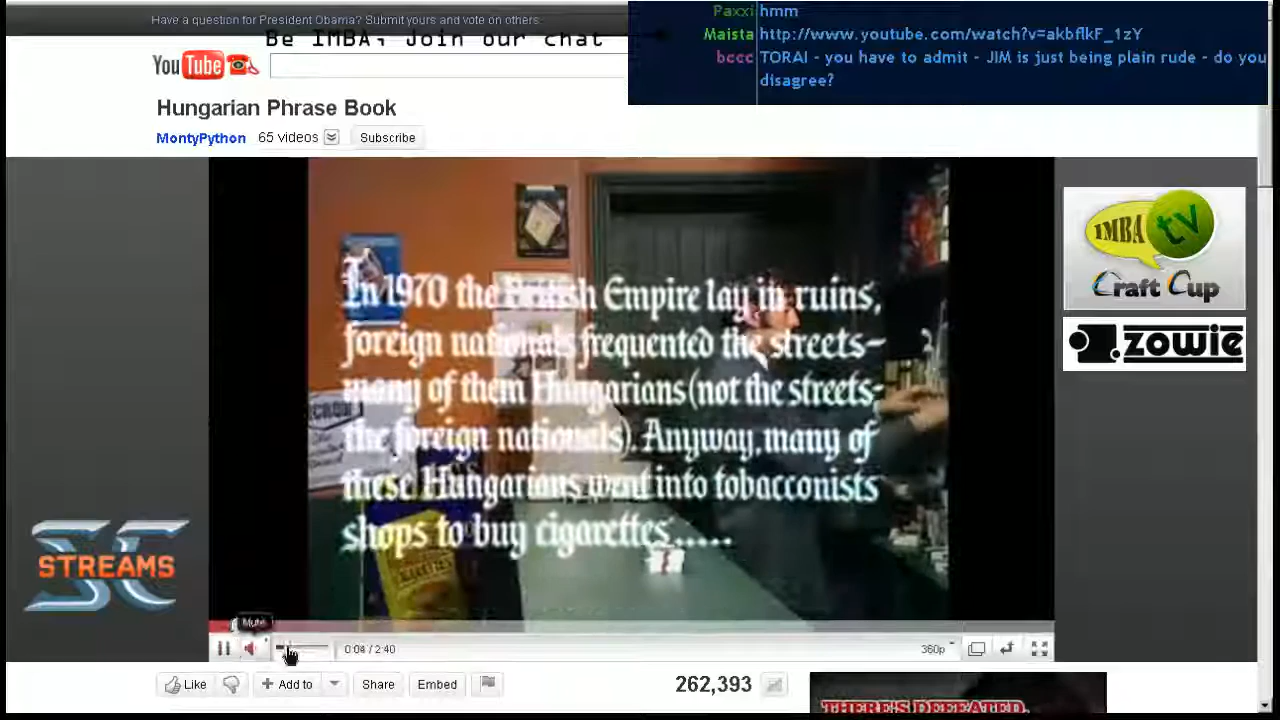 Have a question for President Obama? Submit yours and vote on others.
Be IMBA, Join our chat
Paxxi hmm
Maista http://www.youtube.com/watch?v=akbflkF_1zY
bccc TORAI - you have to admit - JIM is just being plain rude - do you
disagree?
YouTube
Hungarian Phrase Book
MontyPython 65 videos Subscribe
In 1970 the British Empire lay in ruins,
foreign nationals frequented the streets-
many of them Hungarians (not the streets-
the foreign nationals). Anyway, many of
these Hungarians went into tobacconists
shops to buy cigarettes.....
IMBA tv
Craft Cup
ZOWIE
SC
STREAMS
Mute
0:04 / 2:40 360p
Like Add to Share Embed 262,393
THERE'S DEFEATED.